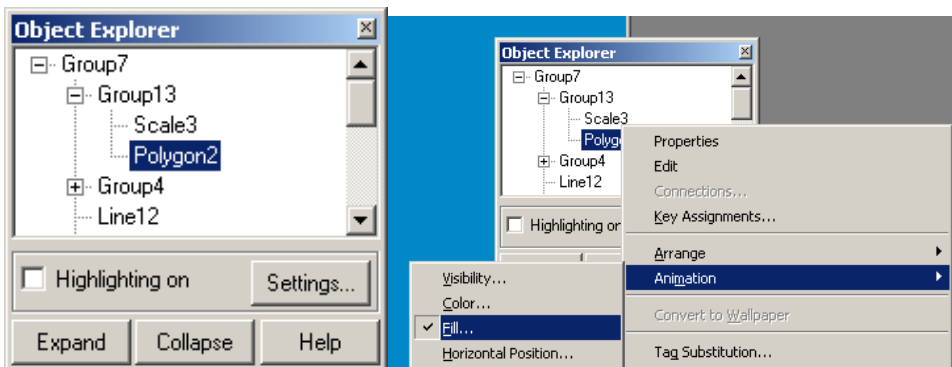 Object Explorer
Group7
Group13
Scale3
Polygon2
Group4
Line12
Highlighting on
Settings...
Expand
Collapse
Help
Object Explorer
Group7
Group13
Scale3
Polyg
Group4
Line12
Highlighting or
Properties
Edit
Connections...
Key Assignments...
Arrange
Animation
Convert to Wallpaper
Tag Substitution...
Visibility...
Color...
Fill...
Horizontal Position...